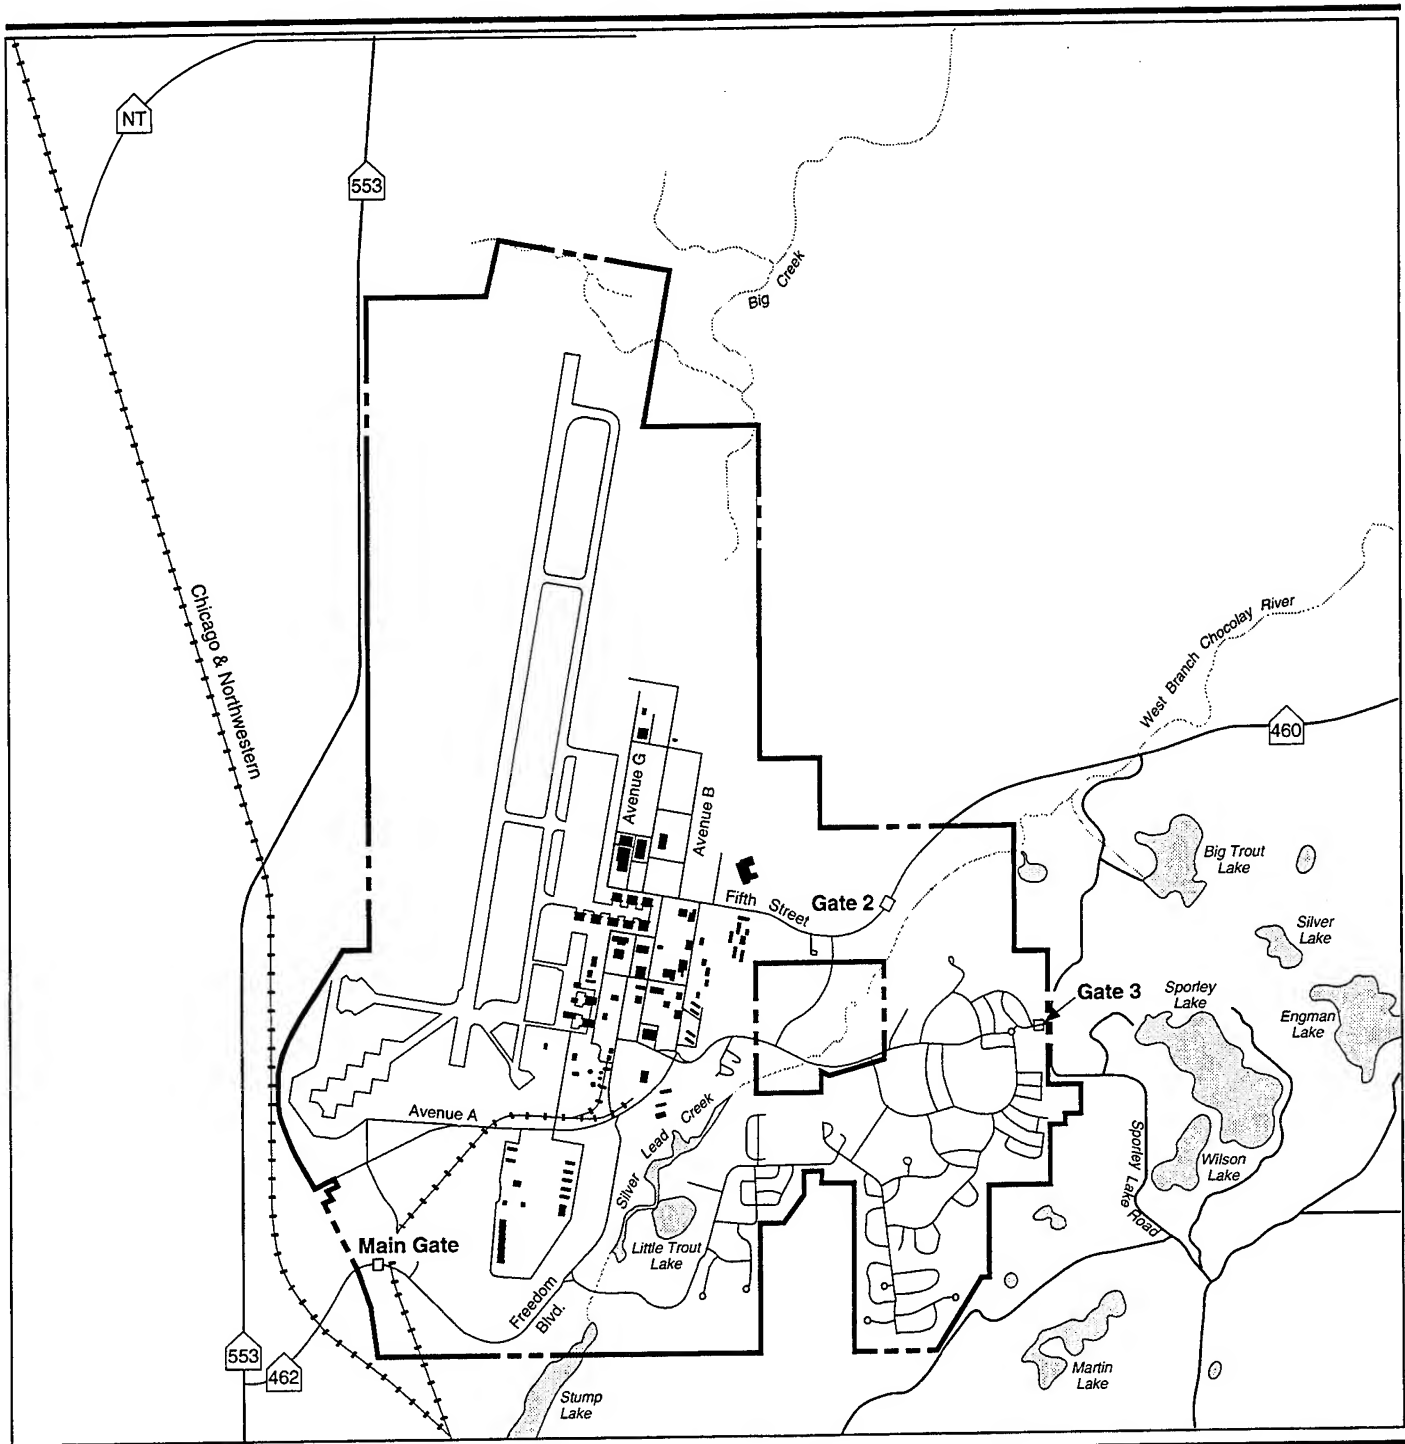 NT
553
Big Creek
Chicago & Northwestern
West Branch Chocolay River
460
Avenue G
Avenue B
Big Trout
Lake
Fifth Street
Gate 2
Silver
Lake
Gate 3
Sporley
Lake
Engman
Lake
Avenue A
Silver Lead Creek
Sporley Lake Road
Wilson
Lake
Main Gate
Little Trout
Lake
Freedom
Blvd.
553
462
Martin
Lake
Stump
Lake